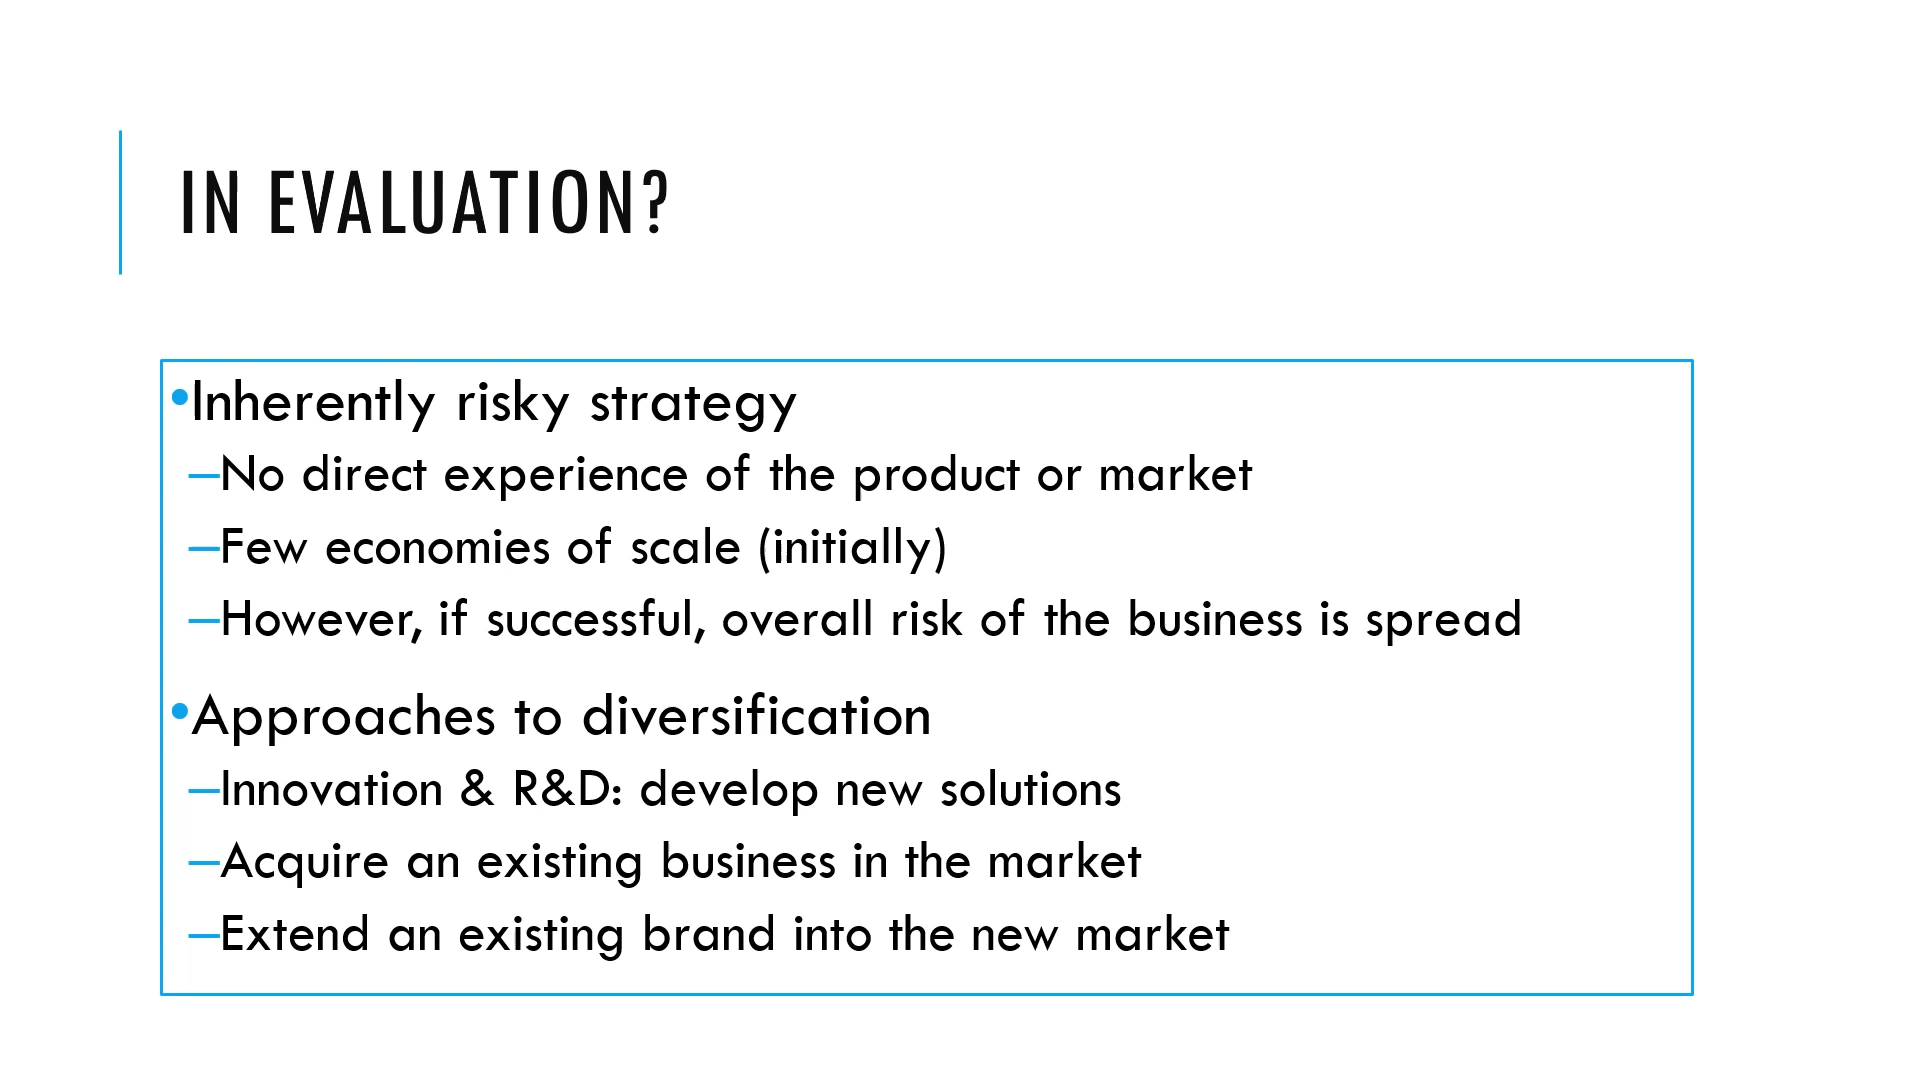 IN EVALUATION?
•Inherently risky strategy
–No direct experience of the product or market
–Few economies of scale (initially)
–However, if successful, overall risk of the business is spread
•Approaches to diversification
–Innovation & R&D: develop new solutions
–Acquire an existing business in the market
–Extend an existing brand into the new market